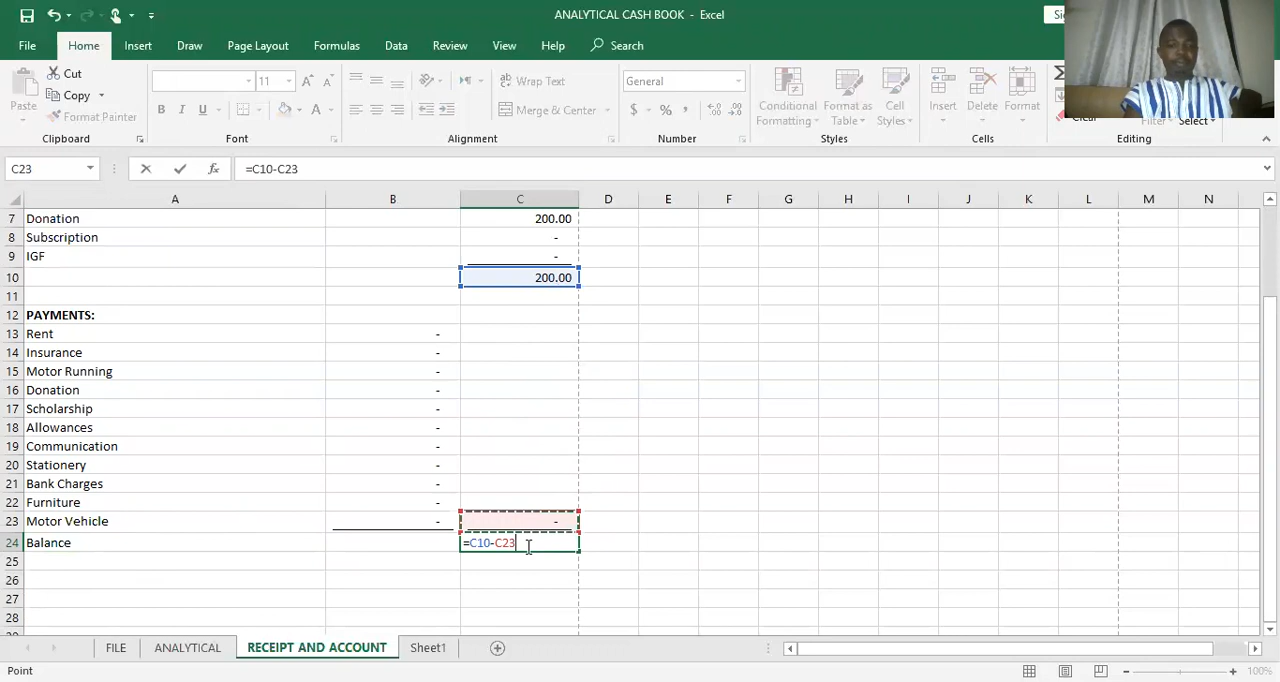 ANALYTICAL CASH BOOK - Excel
File Home Insert Draw Page Layout Formulas Data Review View Help Search
Paste Cut Copy Format Painter
11
Wrap Text
Merge & Center
General
Conditional Formatting Format as Table Cell Styles
Insert Delete Format
Select
Clipboard Font Alignment Number Styles Cells Editing
C23 =C10-C23
A B C D E F G H I J K L M N
7 Donation 200.00
8 Subscription -
9 IGF -
10 200.00
11
12 PAYMENTS:
13 Rent -
14 Insurance -
15 Motor Running -
16 Donation -
17 Scholarship -
18 Allowances -
19 Communication -
20 Stationery -
21 Bank Charges -
22 Furniture -
23 Motor Vehicle - -
24 Balance =C10-C23
25
26
27
28
FILE ANALYTICAL RECEIPT AND ACCOUNT Sheet1
Point 100%